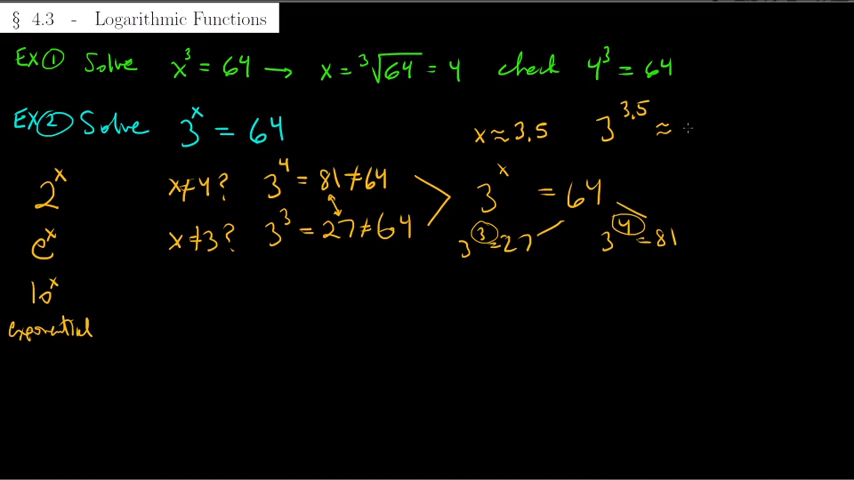 § 4.3 - Logarithmic Functions
EX① Solve x³ = 64 → x = ³√64 = 4 check 4³ = 64
EX② Solve 3ˣ = 64 x ≈ 3.5 3^3.5 ≈
2ˣ x≠4? 3⁴ = 81 ≠ 64 3ˣ = 64
eˣ x≠3? 3³ = 27 ≠ 64 3³ = 27 3⁴ = 81
10ˣ
exponential